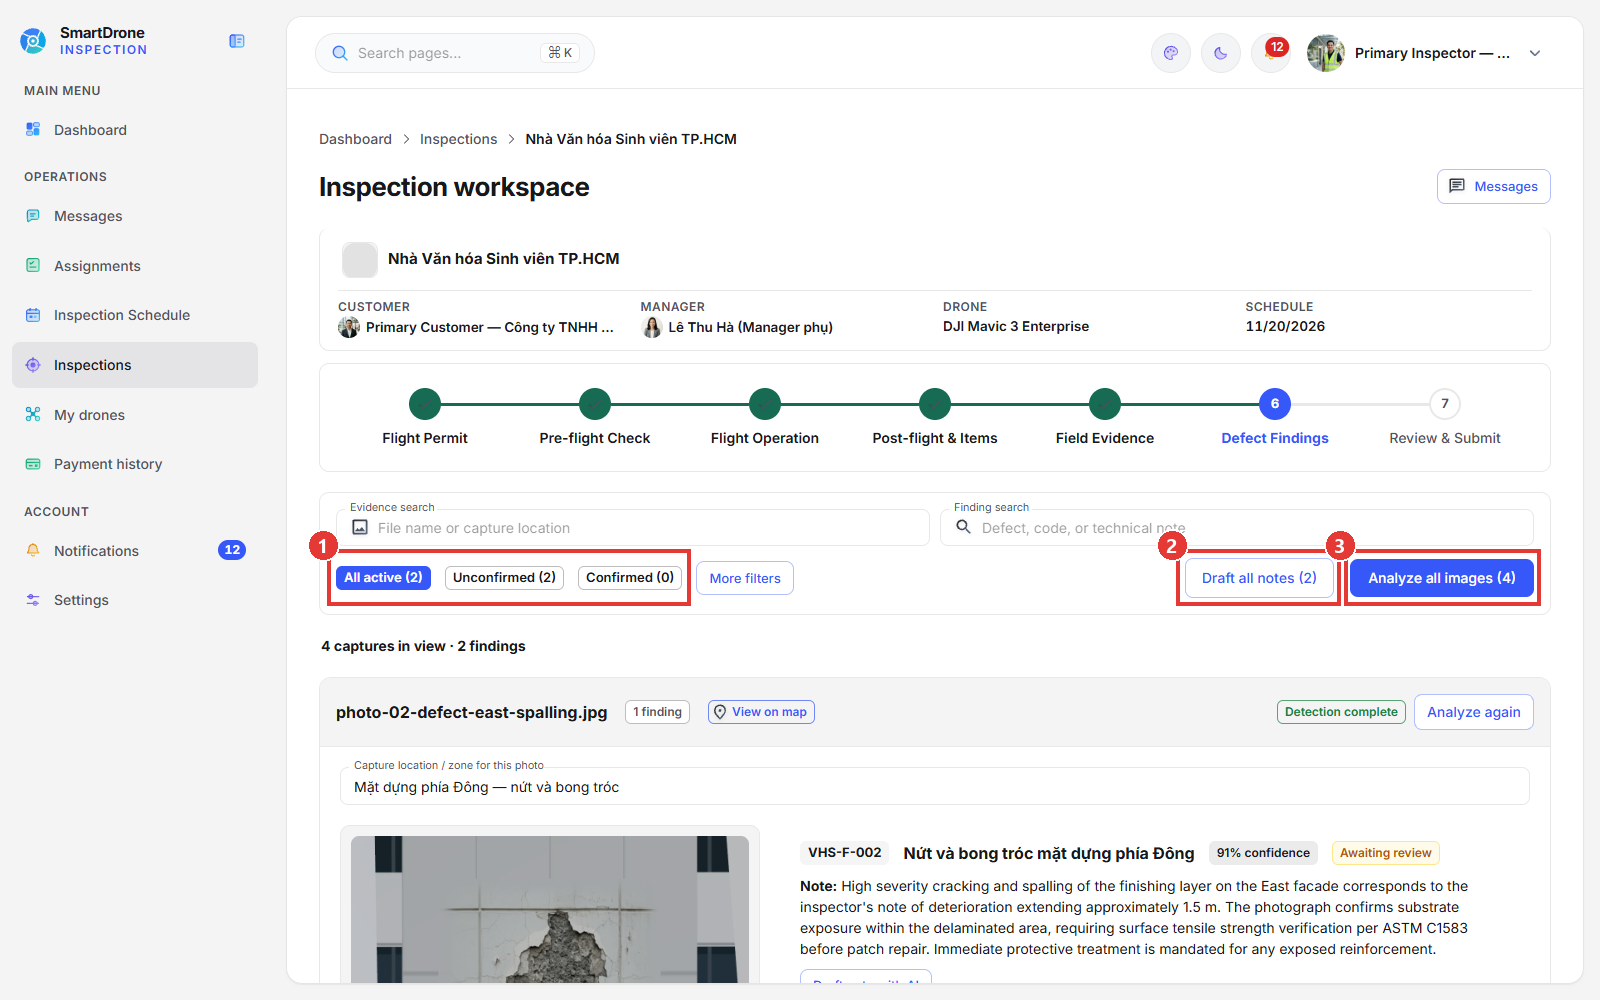 SmartDrone
INSPECTION
MAIN MENU
Dashboard
OPERATIONS
Messages
Assignments
Inspection Schedule
Inspections
My drones
Payment history
ACCOUNT
Notifications 12
Settings
Search pages... ⌘ K
12
Primary Inspector — ...
Dashboard > Inspections > Nhà Văn hóa Sinh viên TP.HCM
Inspection workspace
Messages
Nhà Văn hóa Sinh viên TP.HCM
CUSTOMER
Primary Customer — Công ty TNHH ...
MANAGER
Lê Thu Hà (Manager phụ)
DRONE
DJI Mavic 3 Enterprise
SCHEDULE
11/20/2026
6 7
Flight Permit Pre-flight Check Flight Operation Post-flight & Items Field Evidence Defect Findings Review & Submit
Evidence search
File name or capture location
Finding search
Defect, code, or technical note
1 2 3
All active (2) Unconfirmed (2) Confirmed (0) More filters Draft all notes (2) Analyze all images (4)
4 captures in view · 2 findings
photo-02-defect-east-spalling.jpg 1 finding View on map Detection complete Analyze again
Capture location / zone for this photo
Mặt dựng phía Đông — nứt và bong tróc
VHS-F-002 Nứt và bong tróc mặt dựng phía Đông 91% confidence Awaiting review
Note: High severity cracking and spalling of the finishing layer on the East facade corresponds to the
inspector's note of deterioration extending approximately 1.5 m. The photograph confirms substrate
exposure within the delaminated area, requiring surface tensile strength verification per ASTM C1583
before patch repair. Immediate protective treatment is mandated for any exposed reinforcement.